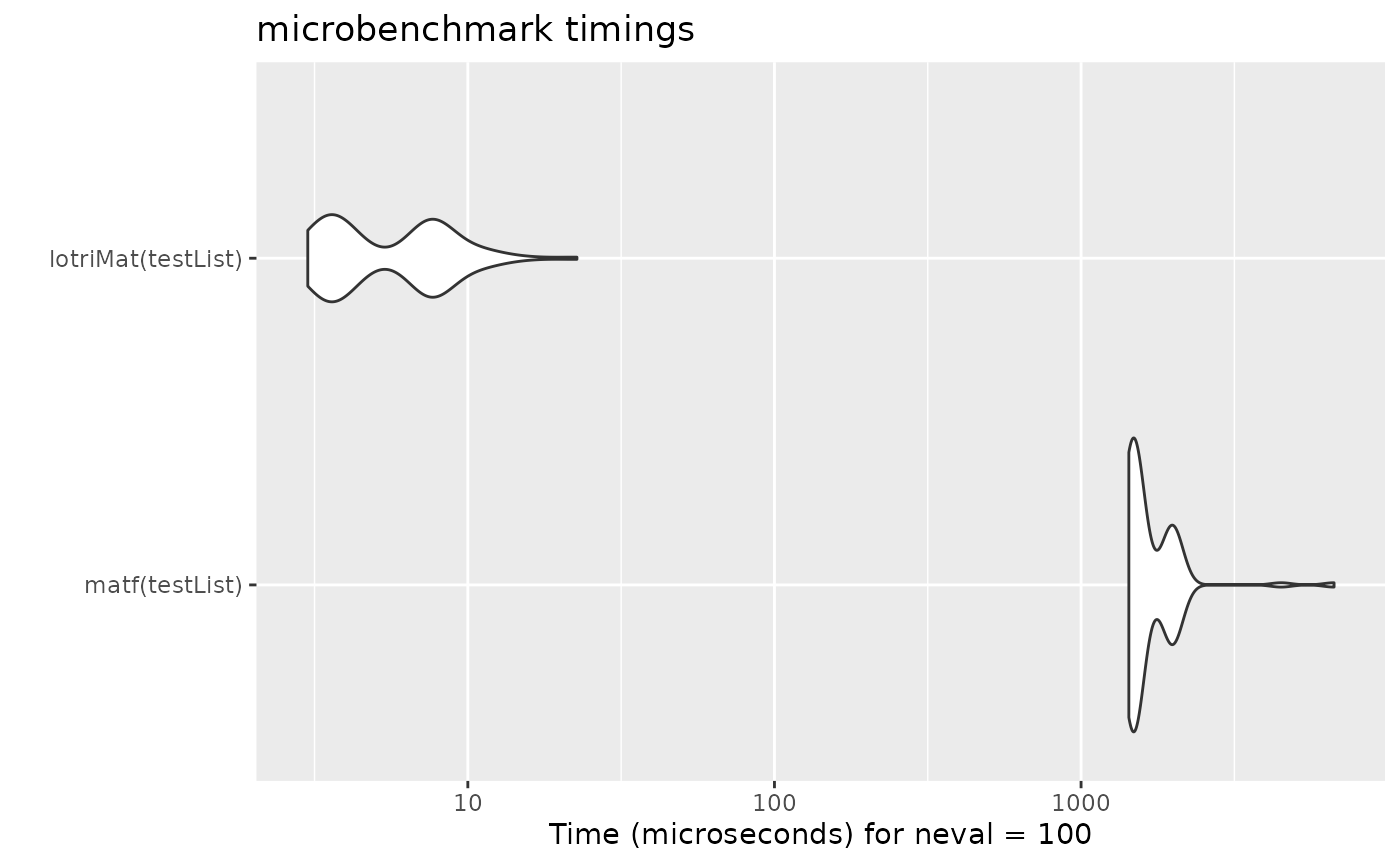 microbenchmark timings
lotriMat(testList)
matf(testList)
10 100 1000
Time (microseconds) for neval = 100